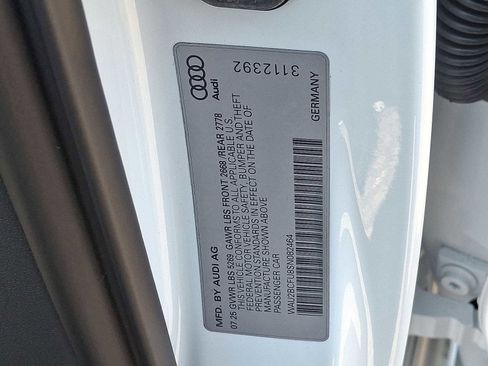 Audi
3112392
MFD. BY AUDI AG
GERMANY
07.25 GVWR LBS 5269 GAWR LBS FRONT 2668 /REAR 2778
THIS VEHICLE CONFORMS TO ALL APPLICABLE U.S.
FEDERAL MOTOR VEHICLE SAFETY, BUMPER AND THEFT
PREVENTION STANDARDS IN EFFECT ON THE DATE OF
MANUFACTURE SHOWN ABOVE
PASSENGER CAR
WAU2BCFU8SN082464